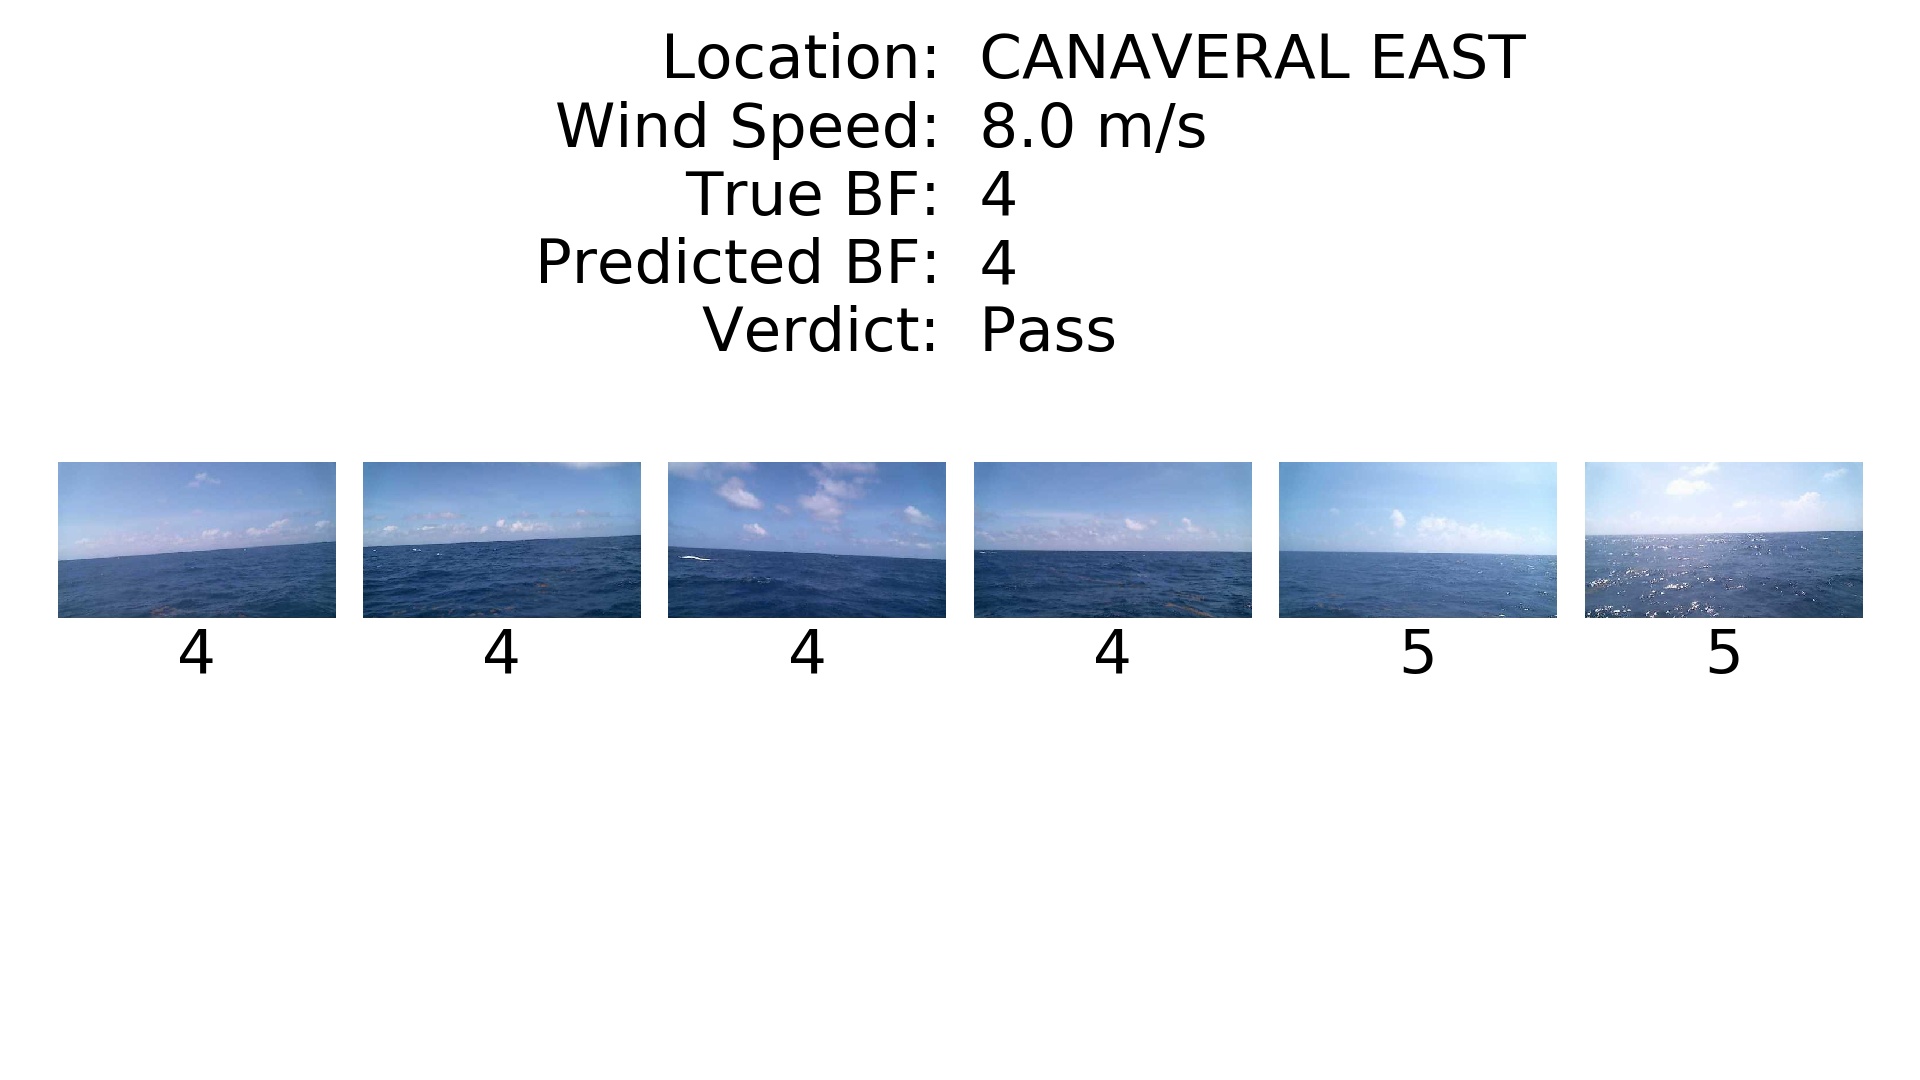 Location: CANAVERAL EAST
Wind Speed: 8.0 m/s
True BF: 4
Predicted BF: 4
Verdict: Pass
4 4 4 4 5 5